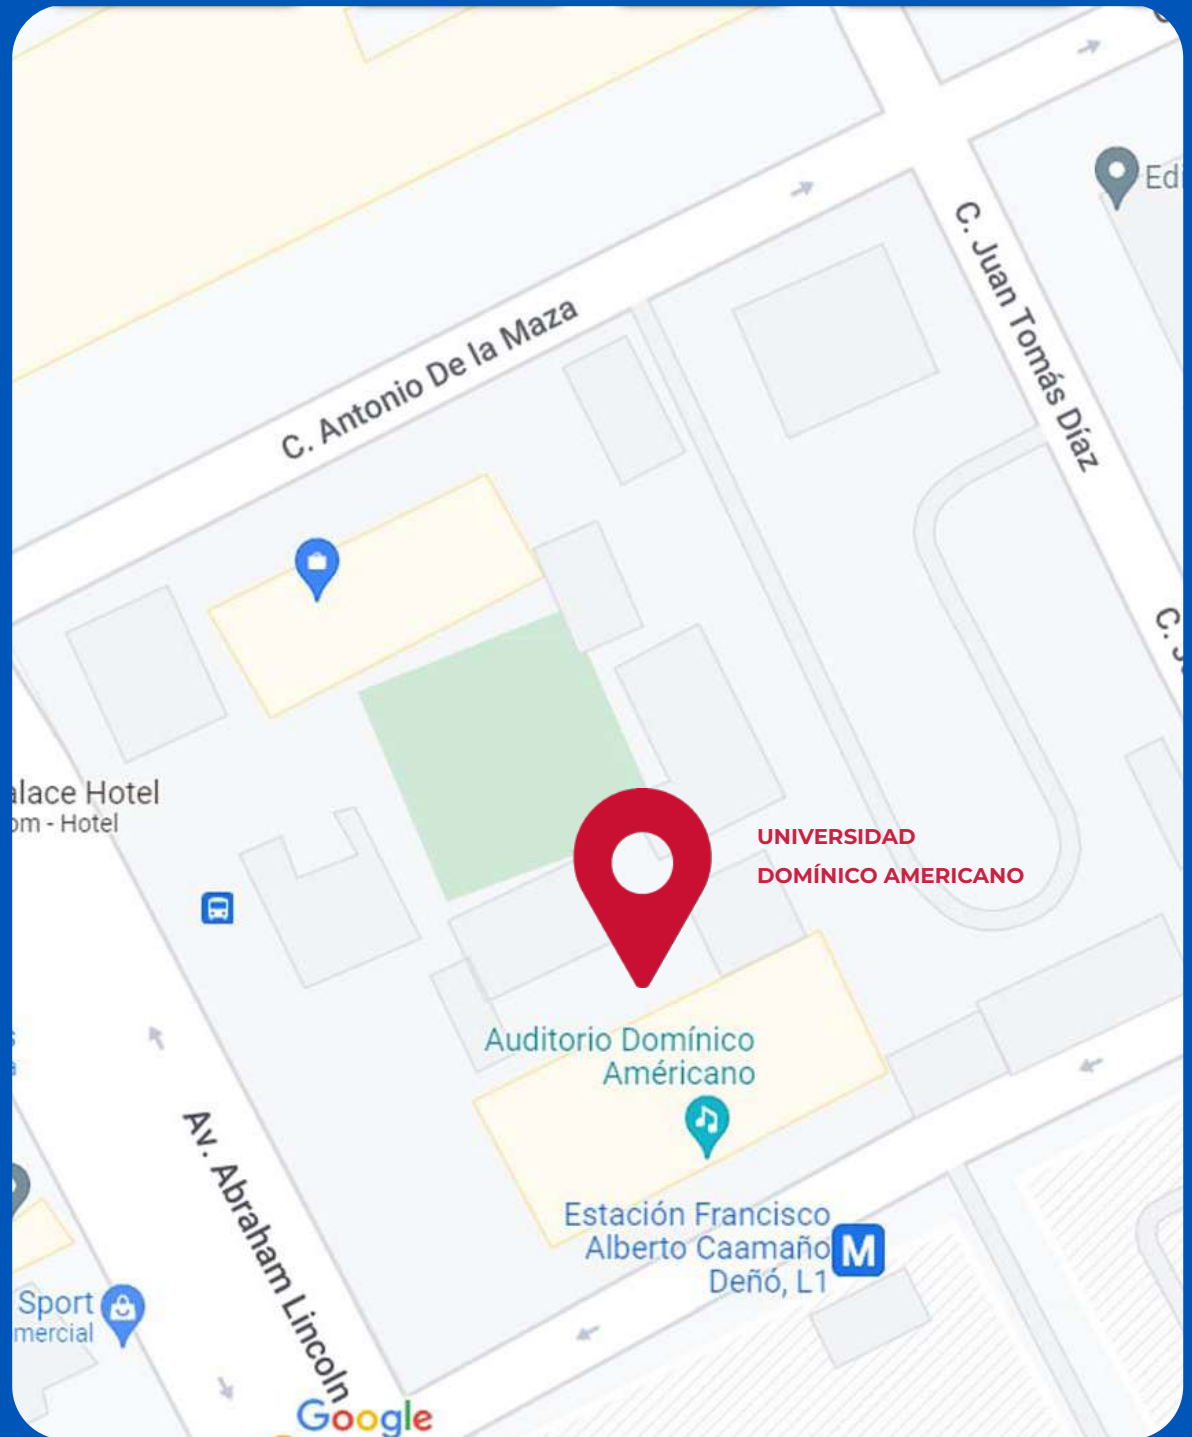 Edi
C. Juan Tomás Díaz
C. Antonio De la Maza
alace Hotel
om - Hotel
UNIVERSIDAD
DOMÍNICO AMERICANO
Auditorio Domínico
Américano
Av. Abraham Lincoln
Estación Francisco
Alberto Caamaño
Deñó, L1
M
Sport
mercial
Google